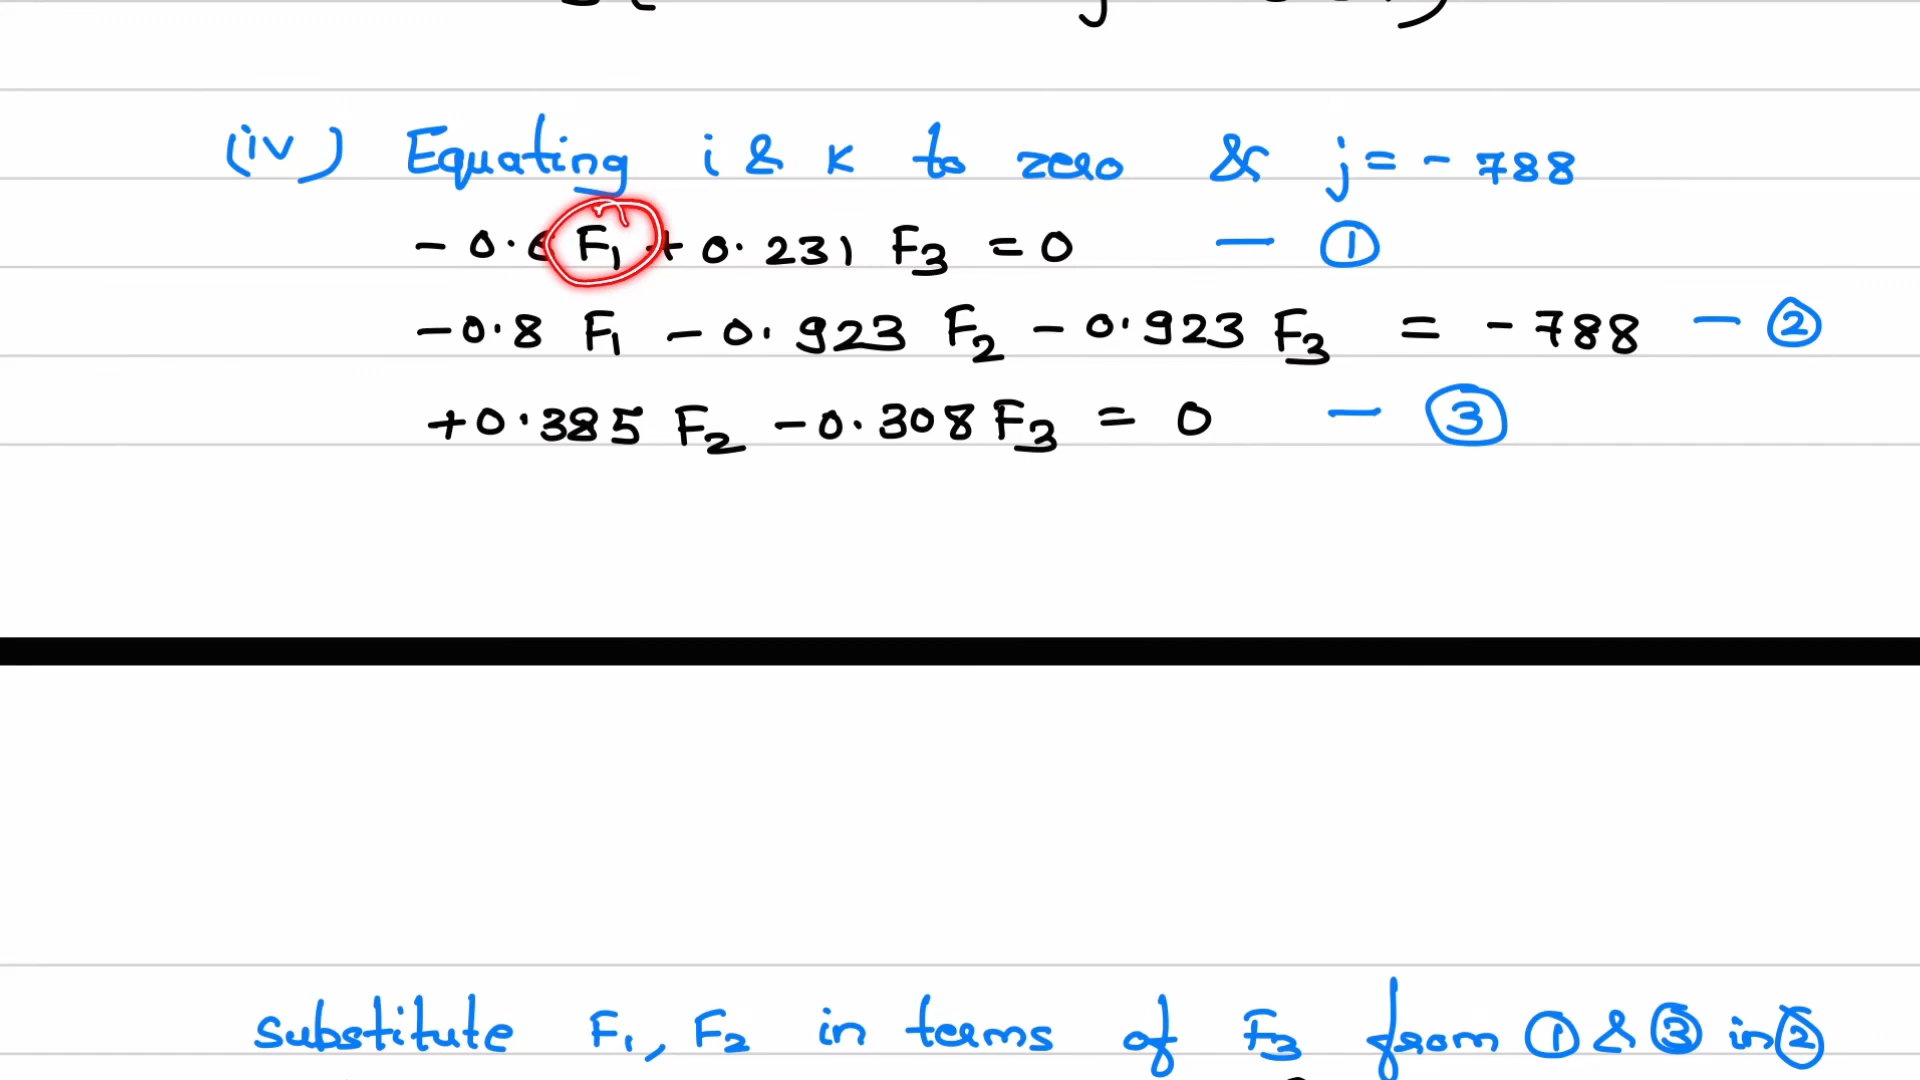 (iv) Equating i & k to zero & j = - 788
- 0.6 F₁ + 0.231 F₃ = 0 — ①
- 0.8 F₁ - 0.923 F₂ - 0.923 F₃ = - 788 — ②
+ 0.385 F₂ - 0.308 F₃ = 0 — ③
substitute F₁, F₂ in terms of F₃ from ① & ③ in ②